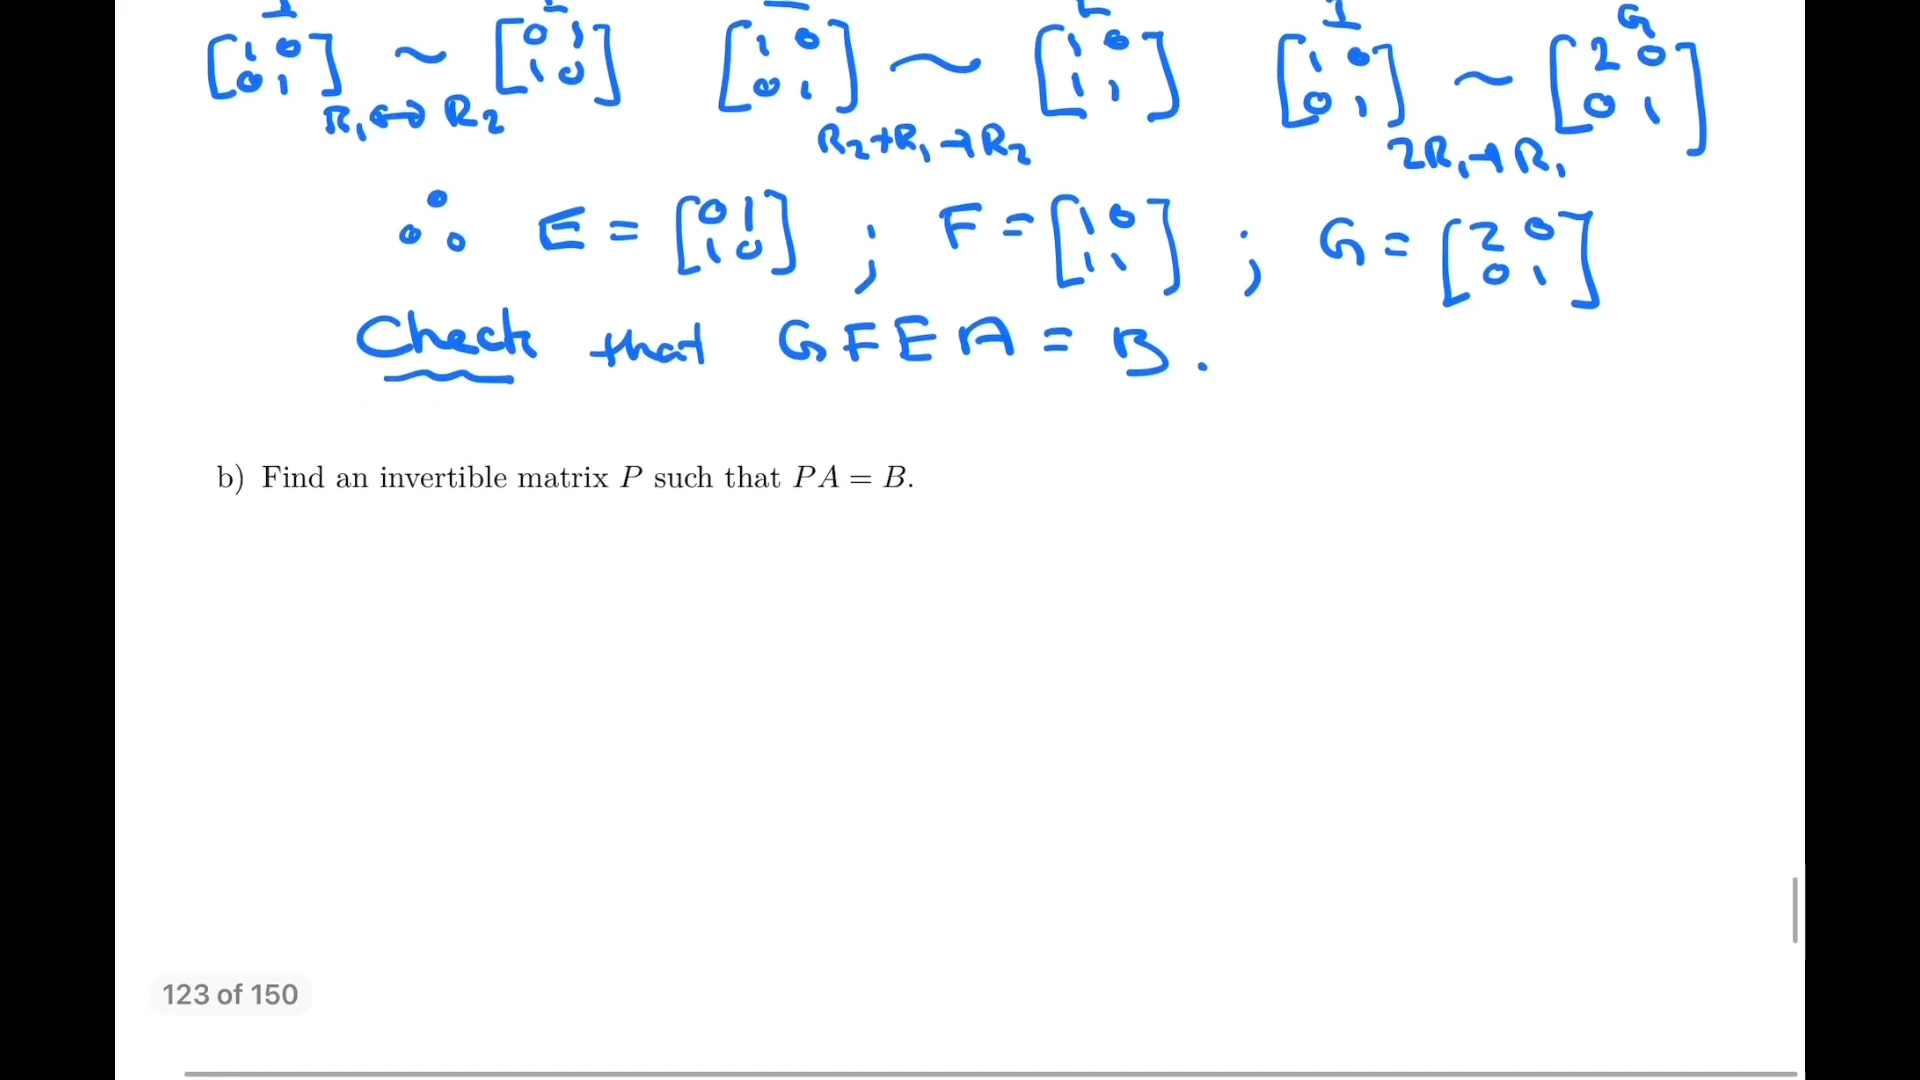 I E I F I G
[1 0; 0 1] ~ [0 1; 1 0] [1 0; 0 1] ~ [1 0; 1 1] [1 0; 0 1] ~ [2 0; 0 1]
R₁↔R₂ R₂+R₁→R₂ 2R₁→R₁
∴ E = [0 1; 1 0] ; F = [1 0; 1 1] ; G = [2 0; 0 1]
Check that GFEA = B.
b) Find an invertible matrix P such that PA = B.
123 of 150